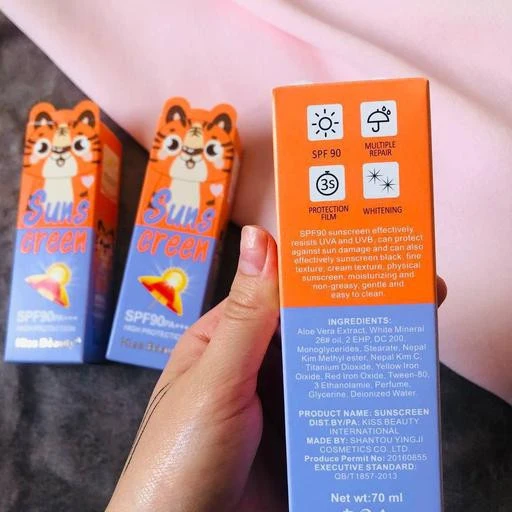 Suns
creen
SPF90PA+++
HIGH PROTECTION
Kiss Beauty
Suns
creen
SPF90PA+++
HIGH PROTECTION
Kiss Beauty
SPF 90
MULTIPLE
REPAIR
3S
PROTECTION
FILM
WHITENING
SPF90 sunscreen effectively
resists UVA and UVB, can protect
against sun damage and can also
effectively sunscreen black, fine
texture, cream texture, physical
sunscreen, moisturizing and
non-greasy, gentle and
easy to clean.
INGREDIENTS:
Aloe Vera Extract, White Mineral
26# oil, 2 EHP, DC 200,
Monoglycerides, Stearate, Nepal
Kim Methyl ester, Nepal Kim C,
Titanium Dioxide, Yellow Iron
Oixide, Red Iron Oxide, Tween-80,
3 Ethanolamie, Perfume,
Glycerine, Deionized Water.
PRODUCT NAME: SUNSCREEN
DIST.BY/PA: KISS BEAUTY
INTERNATIONAL
MADE BY: SHANTOU YINGJI
COSMETICS CO.,LTD.
Produce Permit No: 20160855
EXECUTIVE STANDARD:
QB/T1857-2013
Net wt:70 ml